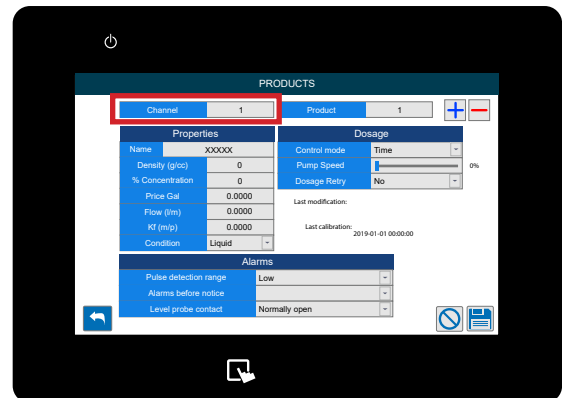 PRODUCTS
Channel 1 Product 1
Properties
Name XXXXX
Density (g/cc) 0
% Concentration 0
Price Gal 0.0000
Flow (l/m) 0.0000
Kf (m/p) 0.0000
Condition Liquid
Dosage
Control mode Time
Pump Speed 0%
Dosage Retry No
Last modification:
Last calibration: 2019-01-01 00:00:00
Alarms
Pulse detection range Low
Alarms before notice
Level probe contact Normally open